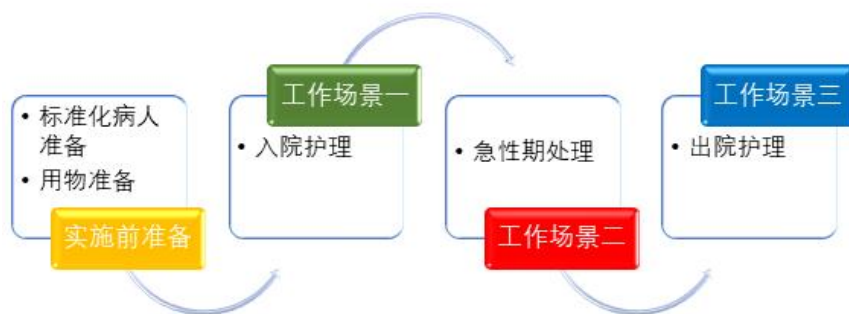 • 标准化病人
准备
• 用物准备
实施前准备
工作场景一
• 入院护理
• 急性期处理
工作场景二
工作场景三
• 出院护理